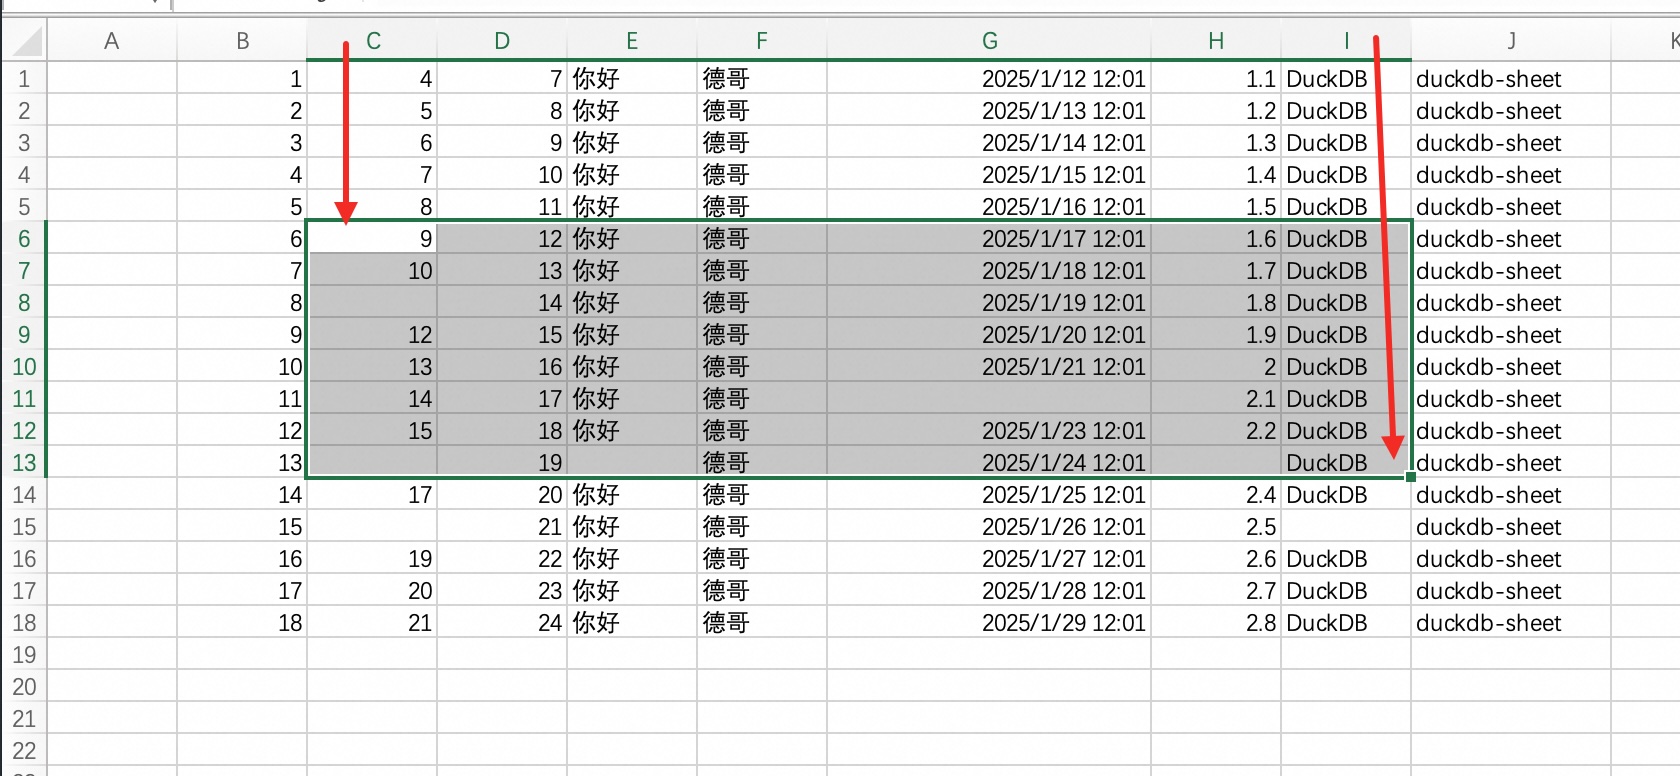 A B C D E F G H I J K
1 1 4 7 你好 德哥 2025/1/12 12:01 1.1 DuckDB duckdb-sheet
2 2 5 8 你好 德哥 2025/1/13 12:01 1.2 DuckDB duckdb-sheet
3 3 6 9 你好 德哥 2025/1/14 12:01 1.3 DuckDB duckdb-sheet
4 4 7 10 你好 德哥 2025/1/15 12:01 1.4 DuckDB duckdb-sheet
5 5 8 11 你好 德哥 2025/1/16 12:01 1.5 DuckDB duckdb-sheet
6 6 9 12 你好 德哥 2025/1/17 12:01 1.6 DuckDB duckdb-sheet
7 7 10 13 你好 德哥 2025/1/18 12:01 1.7 DuckDB duckdb-sheet
8 8 14 你好 德哥 2025/1/19 12:01 1.8 DuckDB duckdb-sheet
9 9 12 15 你好 德哥 2025/1/20 12:01 1.9 DuckDB duckdb-sheet
10 10 13 16 你好 德哥 2025/1/21 12:01 2 DuckDB duckdb-sheet
11 11 14 17 你好 德哥 2.1 DuckDB duckdb-sheet
12 12 15 18 你好 德哥 2025/1/23 12:01 2.2 DuckDB duckdb-sheet
13 13 19 德哥 2025/1/24 12:01 DuckDB duckdb-sheet
14 14 17 20 你好 德哥 2025/1/25 12:01 2.4 DuckDB duckdb-sheet
15 15 21 你好 德哥 2025/1/26 12:01 2.5 duckdb-sheet
16 16 19 22 你好 德哥 2025/1/27 12:01 2.6 DuckDB duckdb-sheet
17 17 20 23 你好 德哥 2025/1/28 12:01 2.7 DuckDB duckdb-sheet
18 18 21 24 你好 德哥 2025/1/29 12:01 2.8 DuckDB duckdb-sheet
19
20
21
22